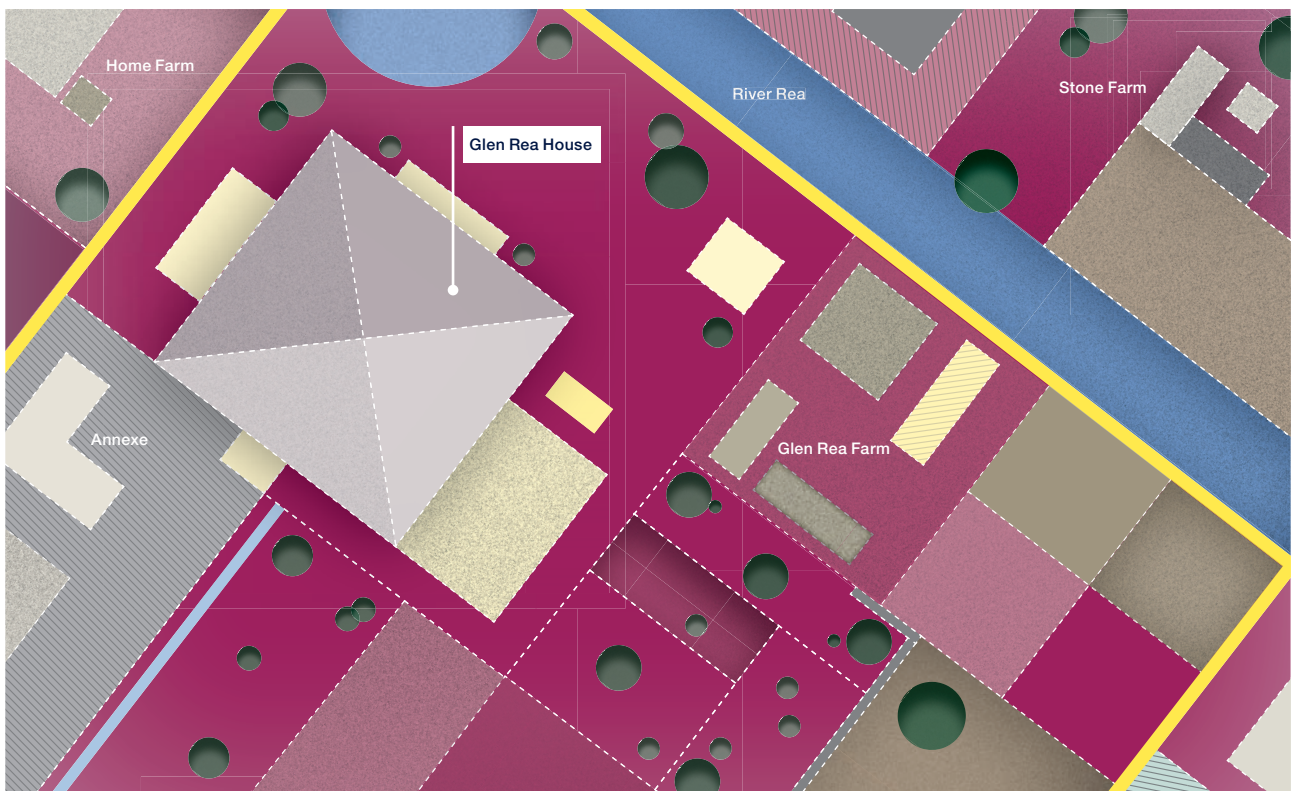 Home Farm
River Rea
Stone Farm
Glen Rea House
Annexe
Glen Rea Farm